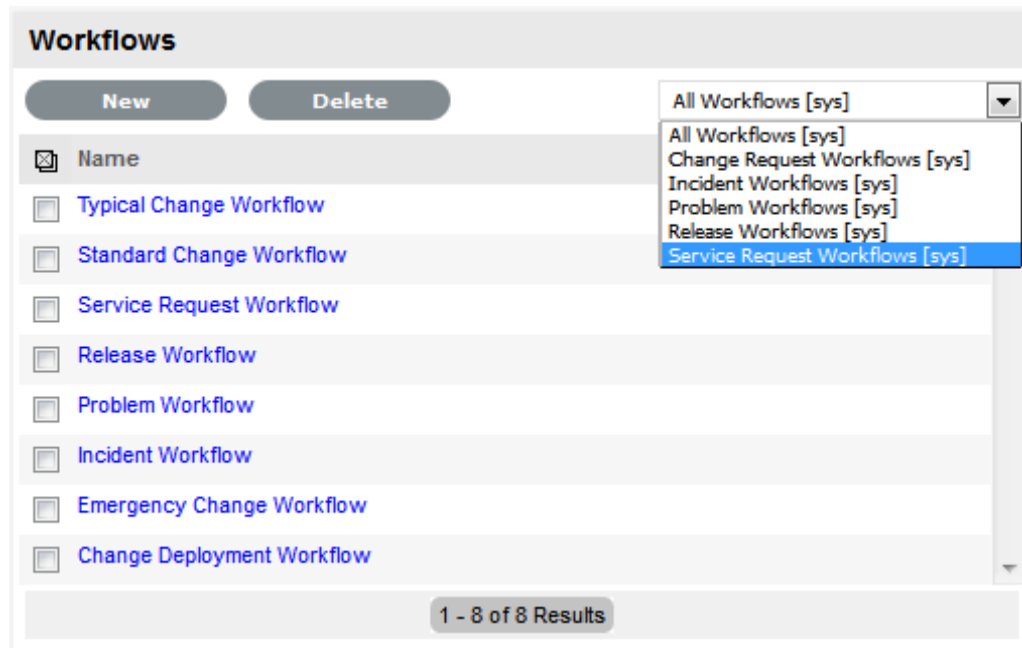 Workflows
New Delete All Workflows [sys]
All Workflows [sys]
Name Change Request Workflows [sys]
Incident Workflows [sys]
Typical Change Workflow Problem Workflows [sys]
Release Workflows [sys]
Standard Change Workflow Service Request Workflows [sys]
Service Request Workflow
Release Workflow
Problem Workflow
Incident Workflow
Emergency Change Workflow
Change Deployment Workflow
1 - 8 of 8 Results